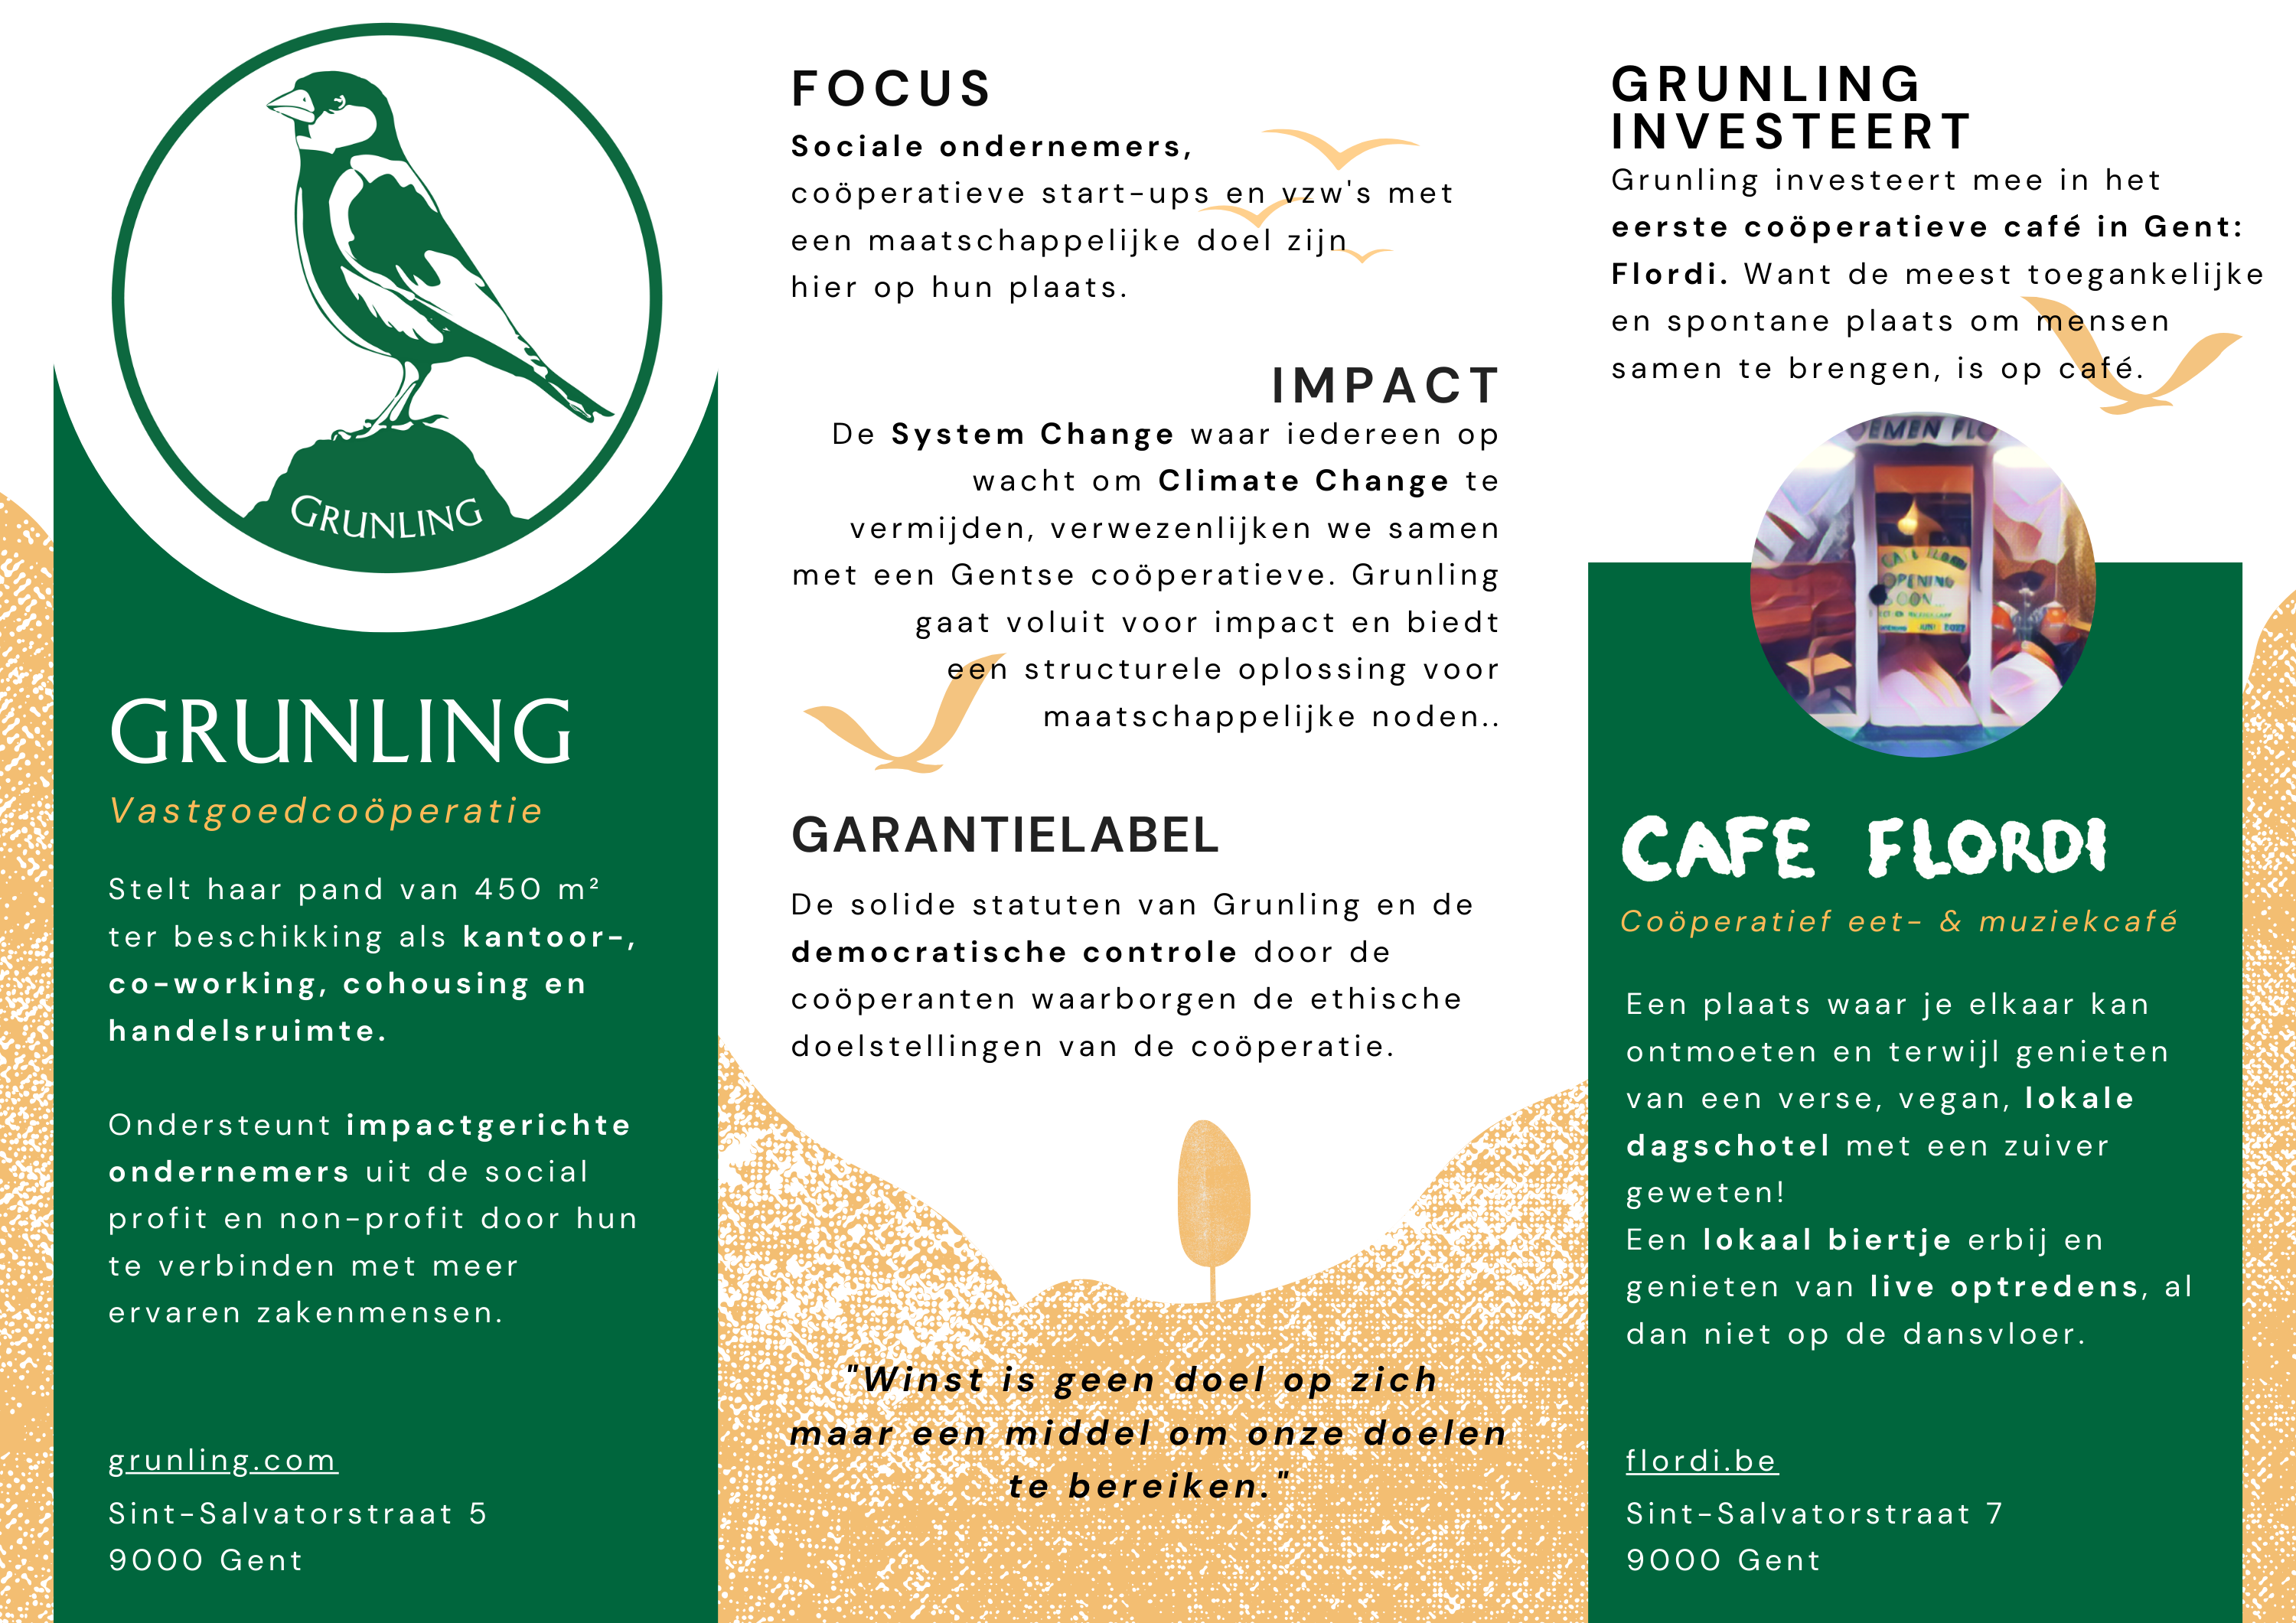 GRUNLING
GRUNLING
Vastgoedcoöperatie
Stelt haar pand van 450 m²
ter beschikking als kantoor-,
co-working, cohousing en
handelsruimte.
Ondersteunt impactgerichte
ondernemers uit de social
profit en non-profit door hun
te verbinden met meer
ervaren zakenmensen.
grunling.com
Sint-Salvatorstraat 5
9000 Gent
FOCUS
Sociale ondernemers,
coöperatieve start-ups en vzw's met
een maatschappelijke doel zijn
hier op hun plaats.
IMPACT
De System Change waar iedereen op
wacht om Climate Change te
vermijden, verwezenlijken we samen
met een Gentse coöperatieve. Grunling
gaat voluit voor impact en biedt
een structurele oplossing voor
maatschappelijke noden..
GARANTIELABEL
De solide statuten van Grunling en de
democratische controle door de
coöperanten waarborgen de ethische
doelstellingen van de coöperatie.
"Winst is geen doel op zich
maar een middel om onze doelen
te bereiken."
GRUNLING
INVESTEERT
Grunling investeert mee in het
eerste coöperatieve café in Gent:
Flordi. Want de meest toegankelijke
en spontane plaats om mensen
samen te brengen, is op café.
OPENING
SOON
CAFE FLORDI
Coöperatief eet- & muziekcafé
Een plaats waar je elkaar kan
ontmoeten en terwijl genieten
van een verse, vegan, lokale
dagschotel met een zuiver
geweten!
Een lokaal biertje erbij en
genieten van live optredens, al
dan niet op de dansvloer.
flordi.be
Sint-Salvatorstraat 7
9000 Gent